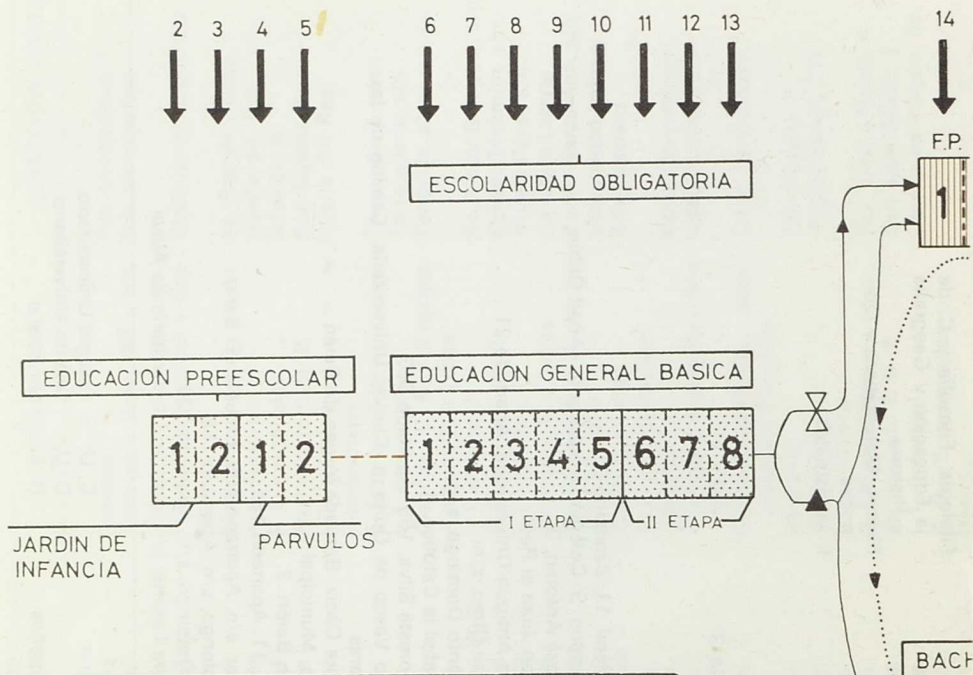 2 3 4 5 6 7 8 9 10 11 12 13 14
F.P.
ESCOLARIDAD OBLIGATORIA
1
EDUCACION PREESCOLAR
EDUCACION GENERAL BASICA
1 2 1 2 1 2 3 4 5 6 7 8
I ETAPA II ETAPA
JARDIN DE
INFANCIA
PARVULOS
BACH